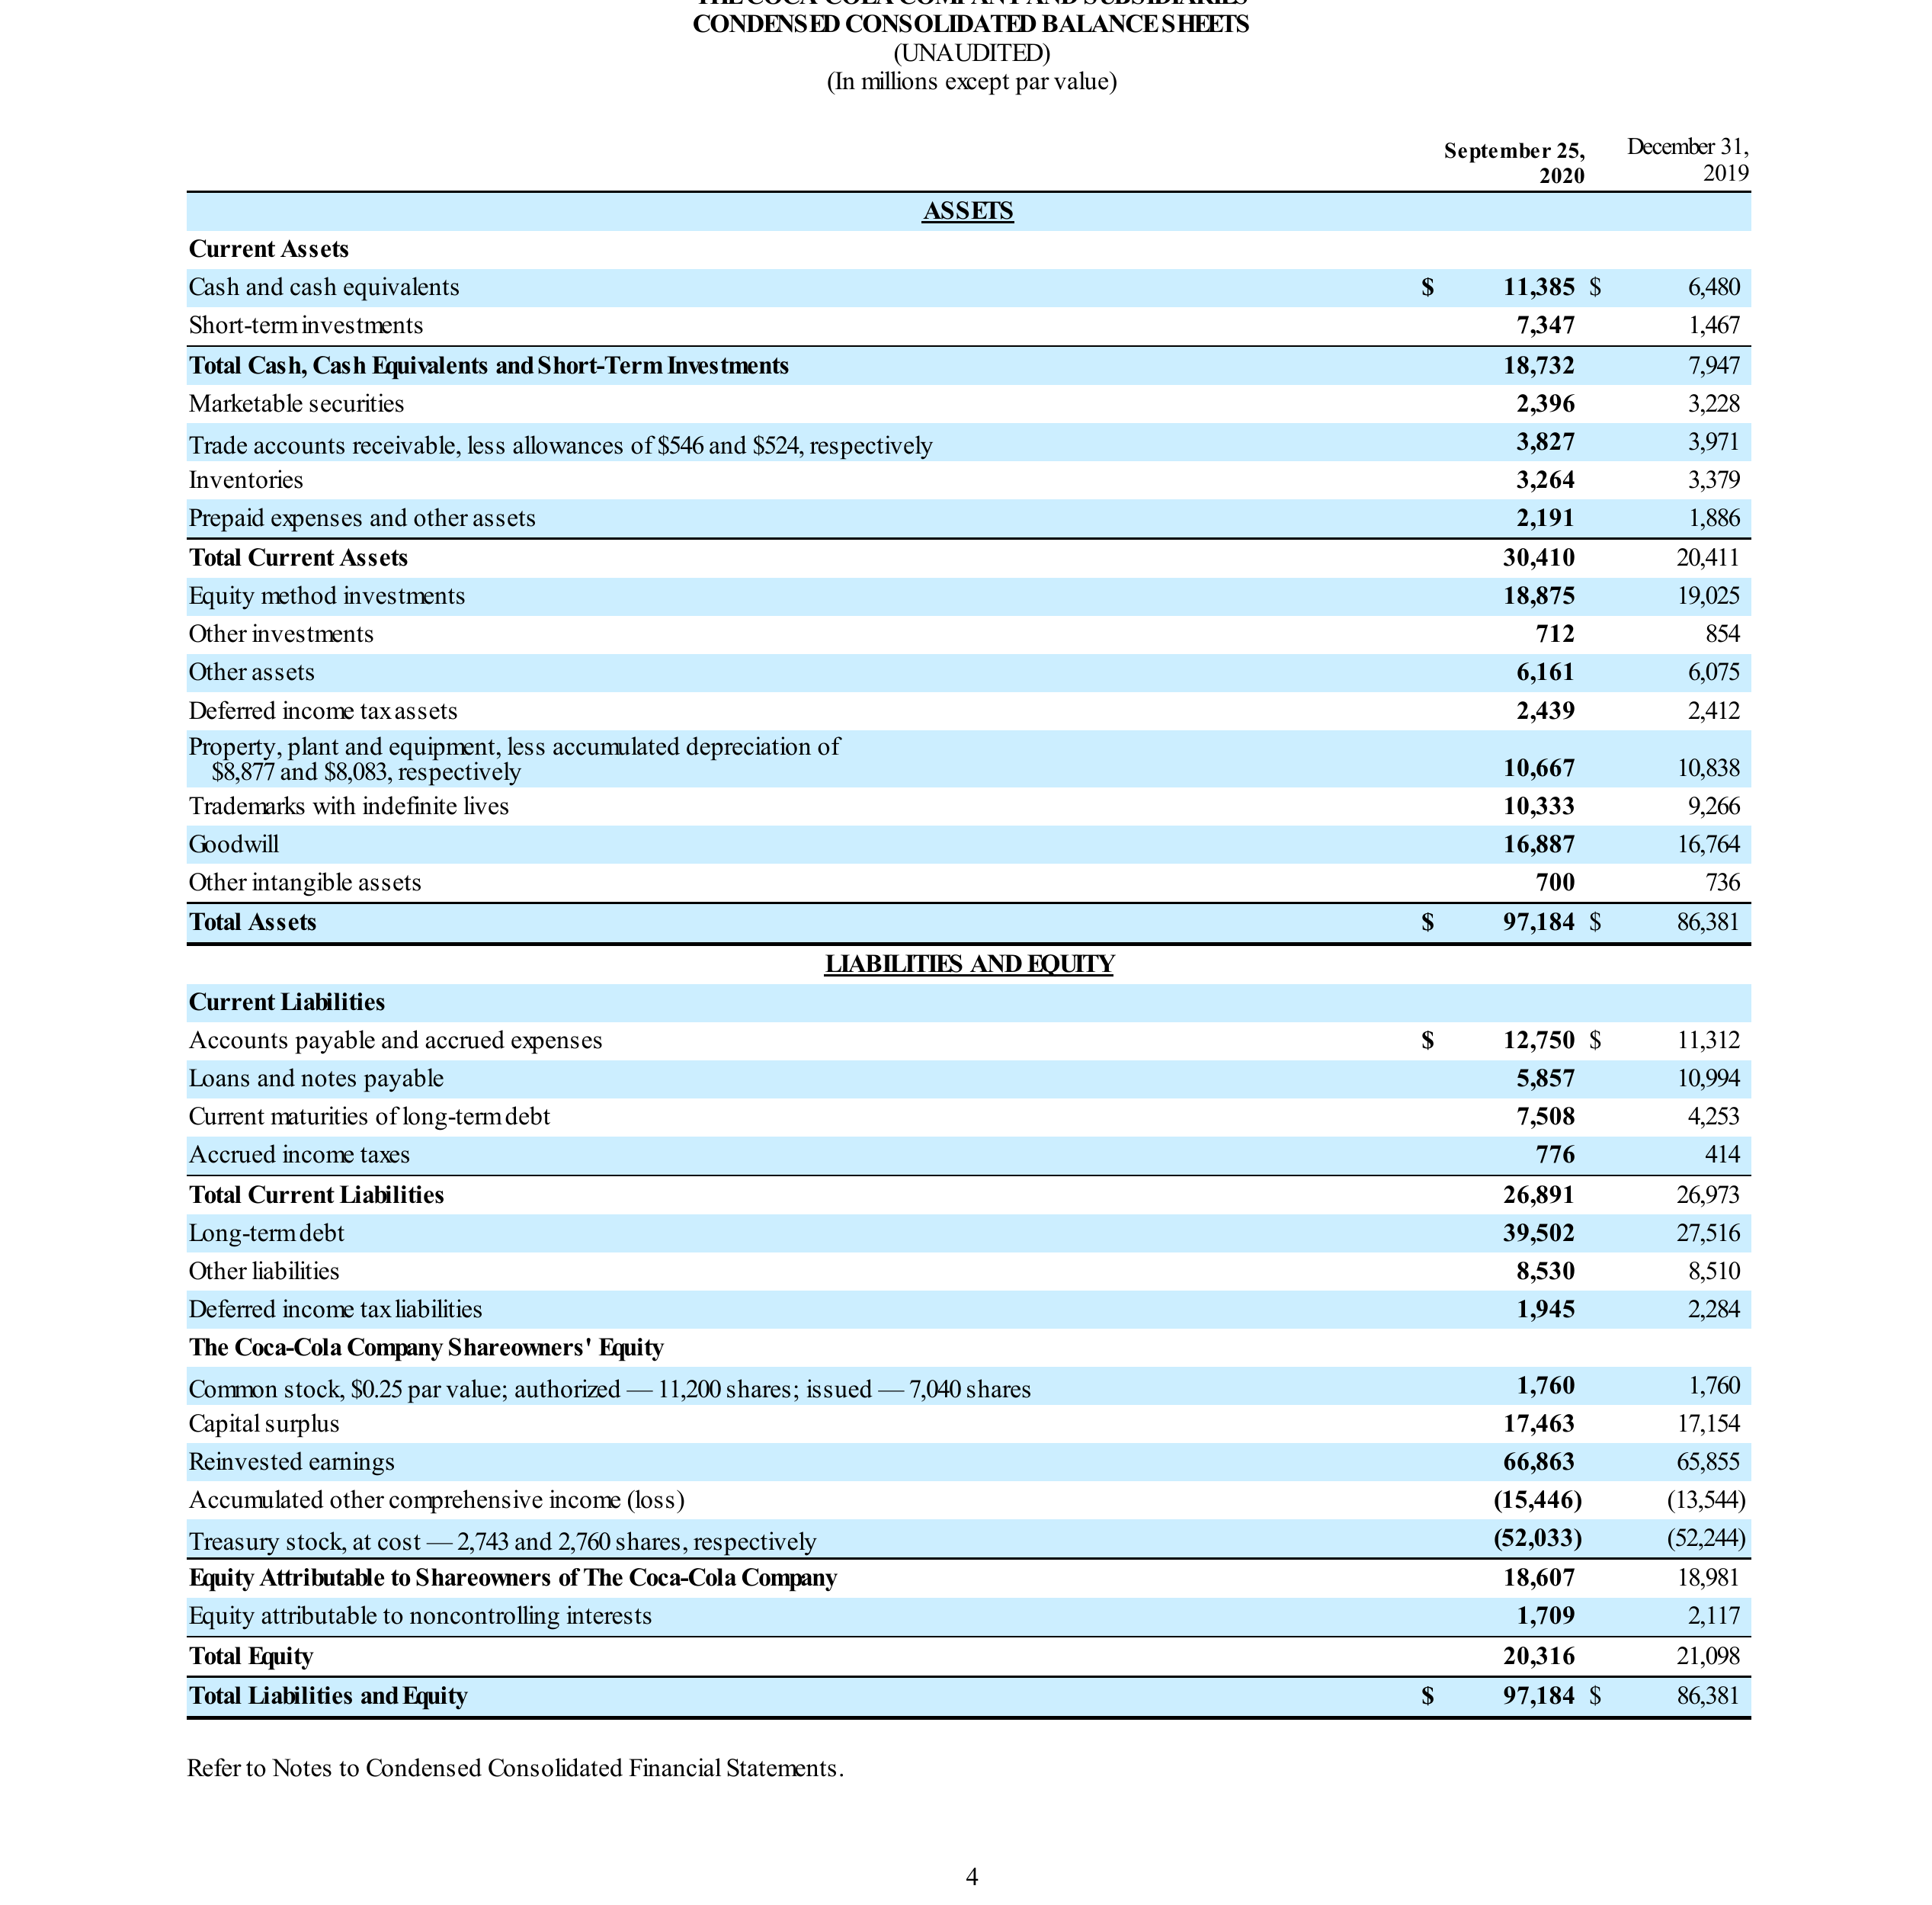 THE COCA-COLA COMPANY AND SUBSIDIARIES
CONDENSED CONSOLIDATED BALANCE SHEETS
(UNAUDITED)
(In millions except par value)
September 25, 2020 December 31, 2019
ASSETS
Current Assets
Cash and cash equivalents $ 11,385 $ 6,480
Short-term investments 7,347 1,467
Total Cash, Cash Equivalents and Short-Term Investments 18,732 7,947
Marketable securities 2,396 3,228
Trade accounts receivable, less allowances of $546 and $524, respectively 3,827 3,971
Inventories 3,264 3,379
Prepaid expenses and other assets 2,191 1,886
Total Current Assets 30,410 20,411
Equity method investments 18,875 19,025
Other investments 712 854
Other assets 6,161 6,075
Deferred income tax assets 2,439 2,412
Property, plant and equipment, less accumulated depreciation of
$8,877 and $8,083, respectively 10,667 10,838
Trademarks with indefinite lives 10,333 9,266
Goodwill 16,887 16,764
Other intangible assets 700 736
Total Assets $ 97,184 $ 86,381
LIABILITIES AND EQUITY
Current Liabilities
Accounts payable and accrued expenses $ 12,750 $ 11,312
Loans and notes payable 5,857 10,994
Current maturities of long-term debt 7,508 4,253
Accrued income taxes 776 414
Total Current Liabilities 26,891 26,973
Long-term debt 39,502 27,516
Other liabilities 8,530 8,510
Deferred income tax liabilities 1,945 2,284
The Coca-Cola Company Shareowners' Equity
Common stock, $0.25 par value; authorized — 11,200 shares; issued — 7,040 shares 1,760 1,760
Capital surplus 17,463 17,154
Reinvested earnings 66,863 65,855
Accumulated other comprehensive income (loss) (15,446) (13,544)
Treasury stock, at cost — 2,743 and 2,760 shares, respectively (52,033) (52,244)
Equity Attributable to Shareowners of The Coca-Cola Company 18,607 18,981
Equity attributable to noncontrolling interests 1,709 2,117
Total Equity 20,316 21,098
Total Liabilities and Equity $ 97,184 $ 86,381
Refer to Notes to Condensed Consolidated Financial Statements.
4